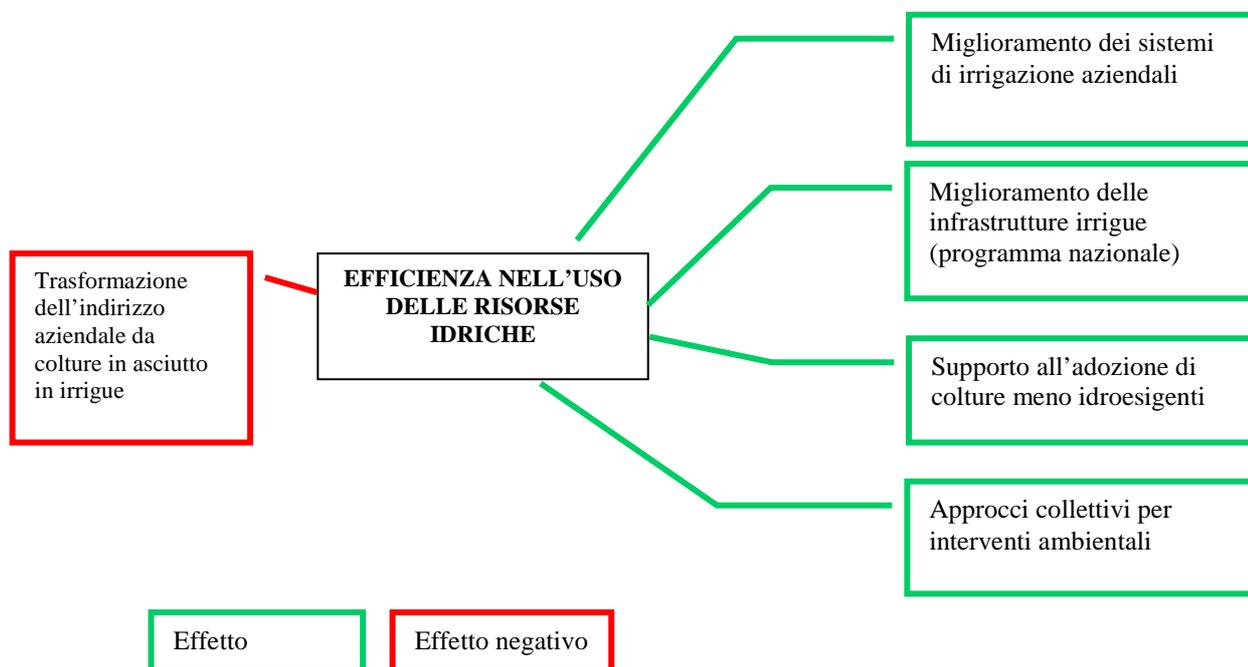 Miglioramento dei sistemi
di irrigazione aziendali
Miglioramento delle
infrastrutture irrigue
(programma nazionale)
Trasformazione
dell’indirizzo
aziendale da
colture in asciutto
in irrigue
EFFICIENZA NELL’USO
DELLE RISORSE
IDRICHE
Supporto all’adozione di
colture meno idroesigenti
Approcci collettivi per
interventi ambientali
Effetto
Effetto negativo